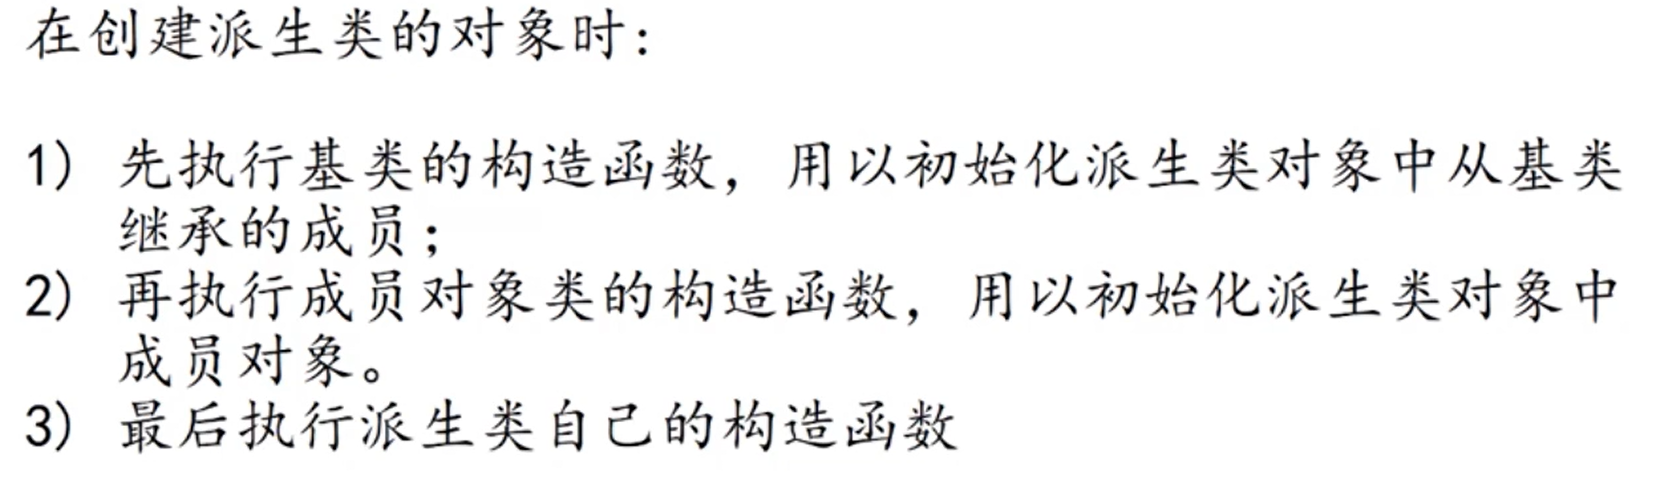 在创建派生类的对象时：
1) 先执行基类的构造函数，用以初始化派生类对象中从基类
继承的成员；
2) 再执行成员对象类的构造函数，用以初始化派生类对象中
成员对象。
3) 最后执行派生类自己的构造函数